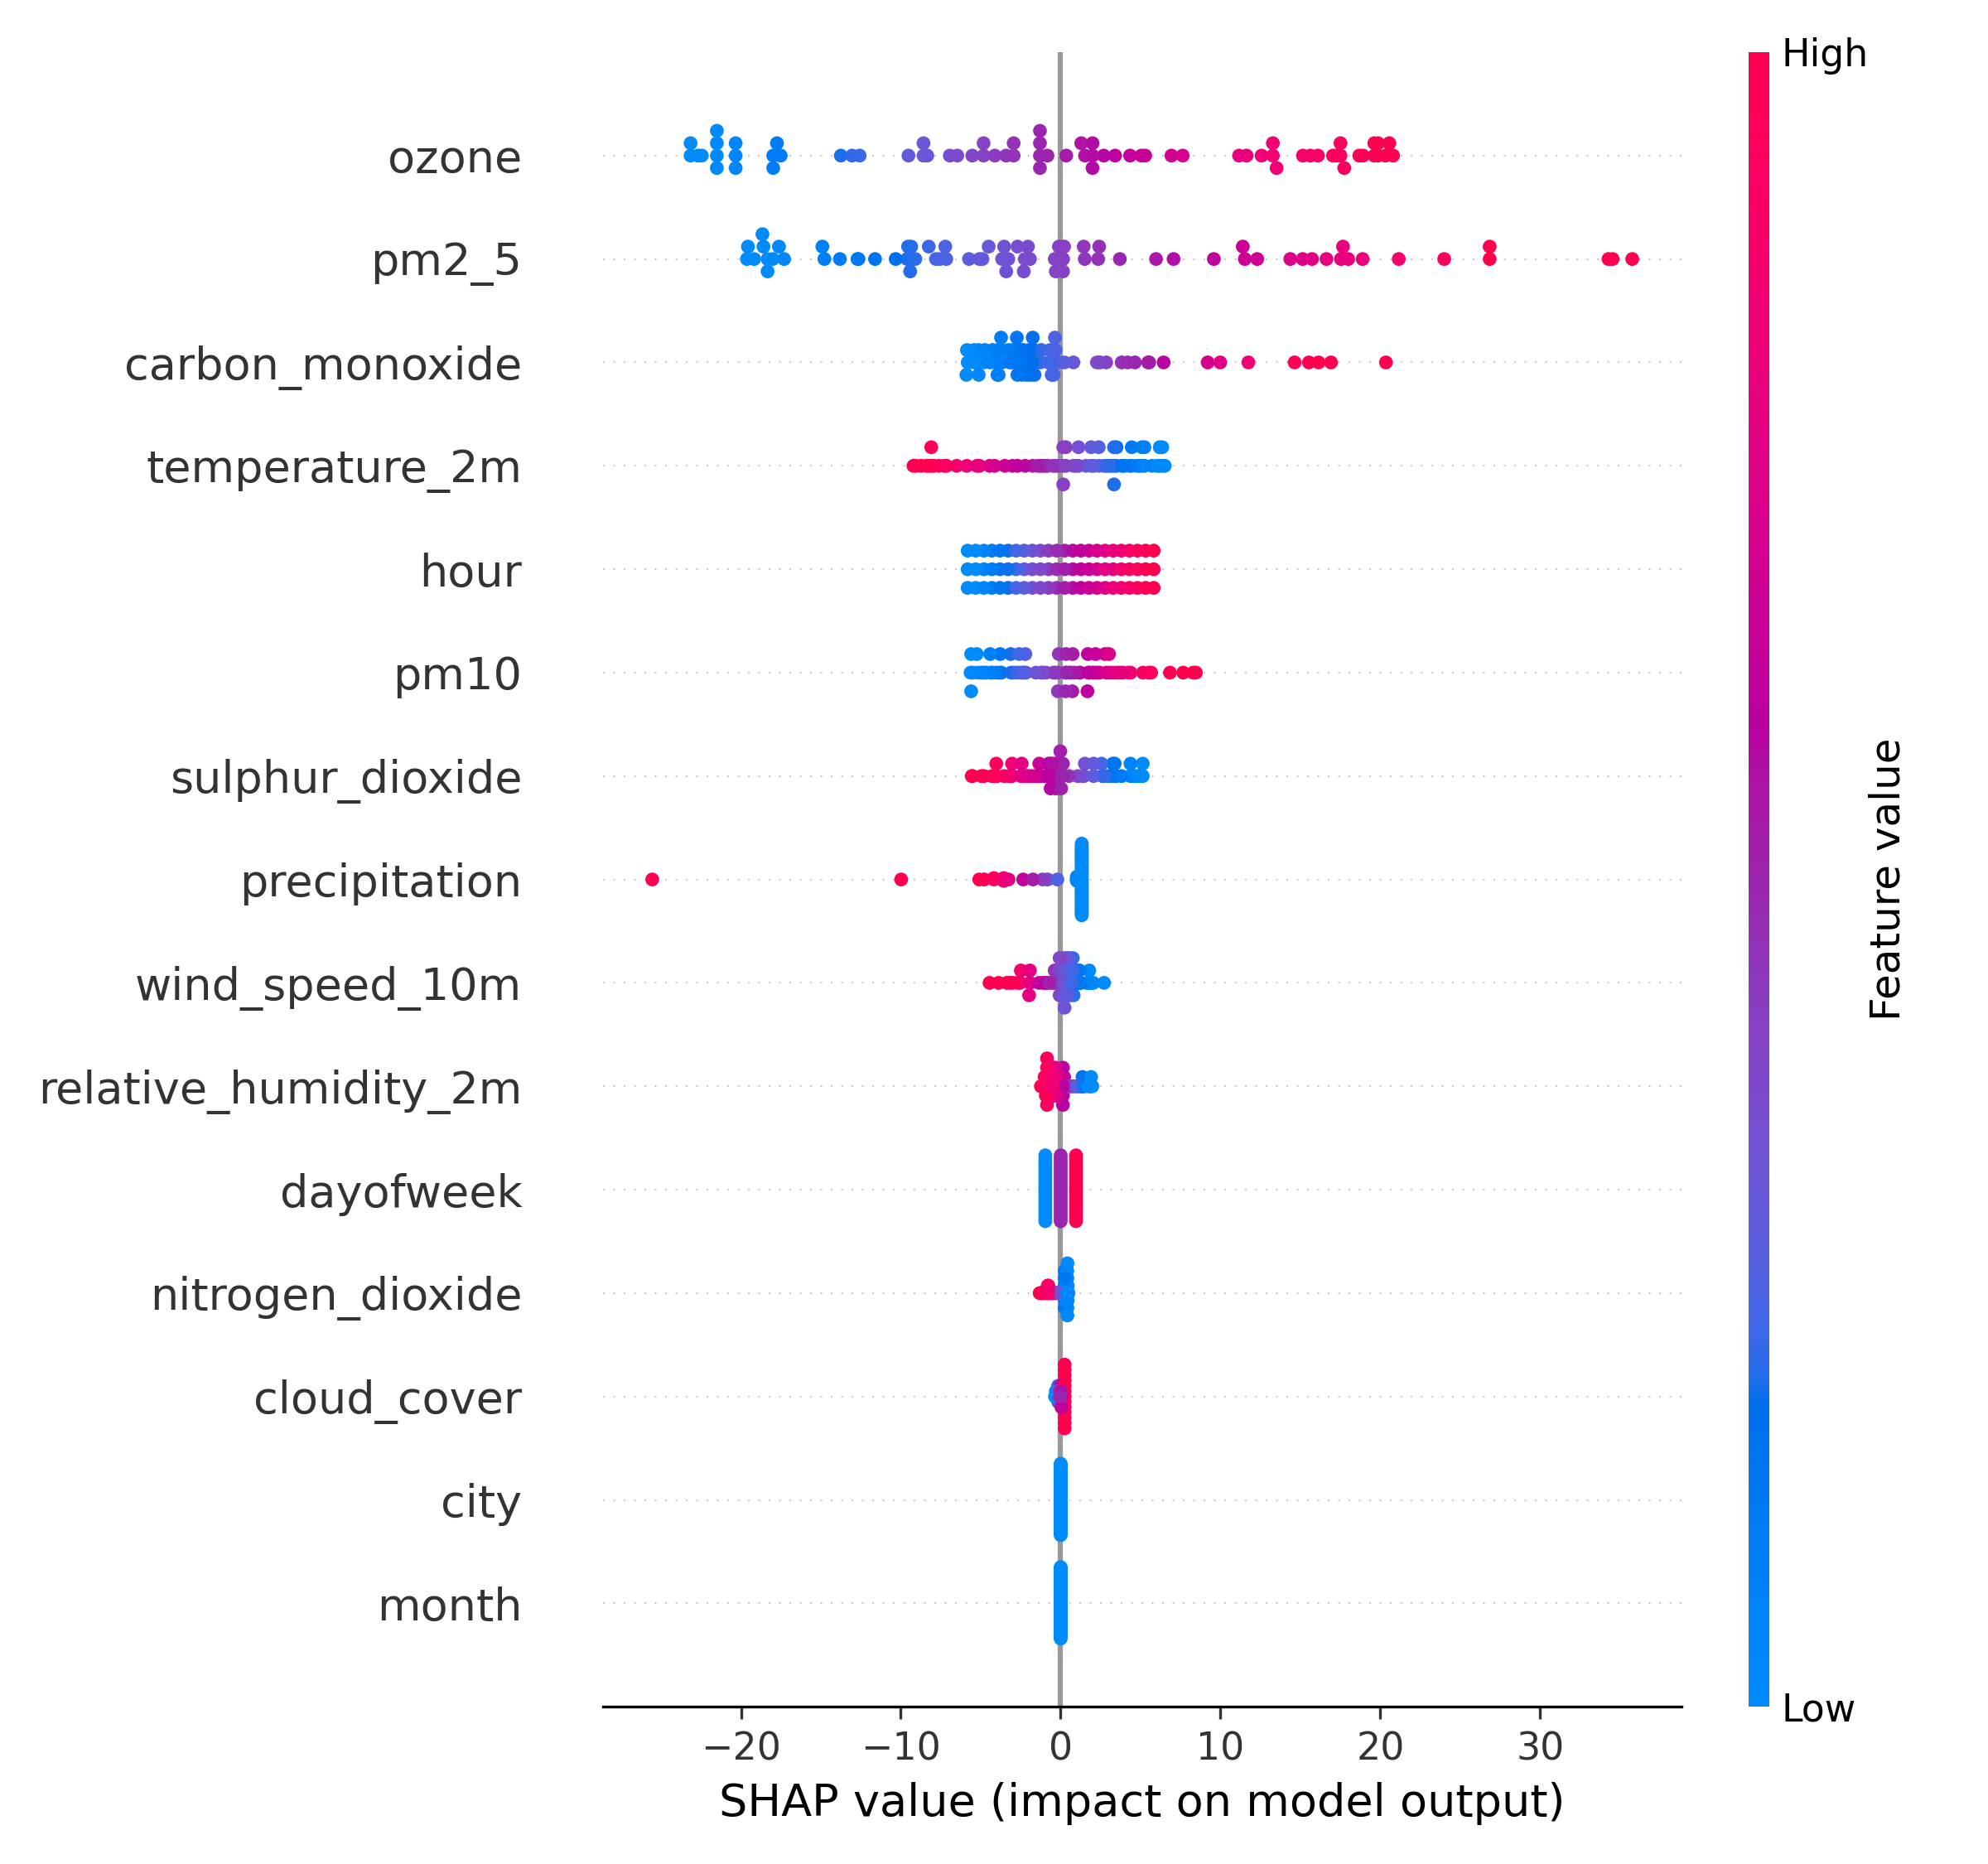 High
ozone
pm2_5
carbon_monoxide
temperature_2m
hour
pm10
sulphur_dioxide
precipitation
wind_speed_10m
relative_humidity_2m
dayofweek
nitrogen_dioxide
cloud_cover
city
month
Feature value
Low
−20 −10 0 10 20 30
SHAP value (impact on model output)